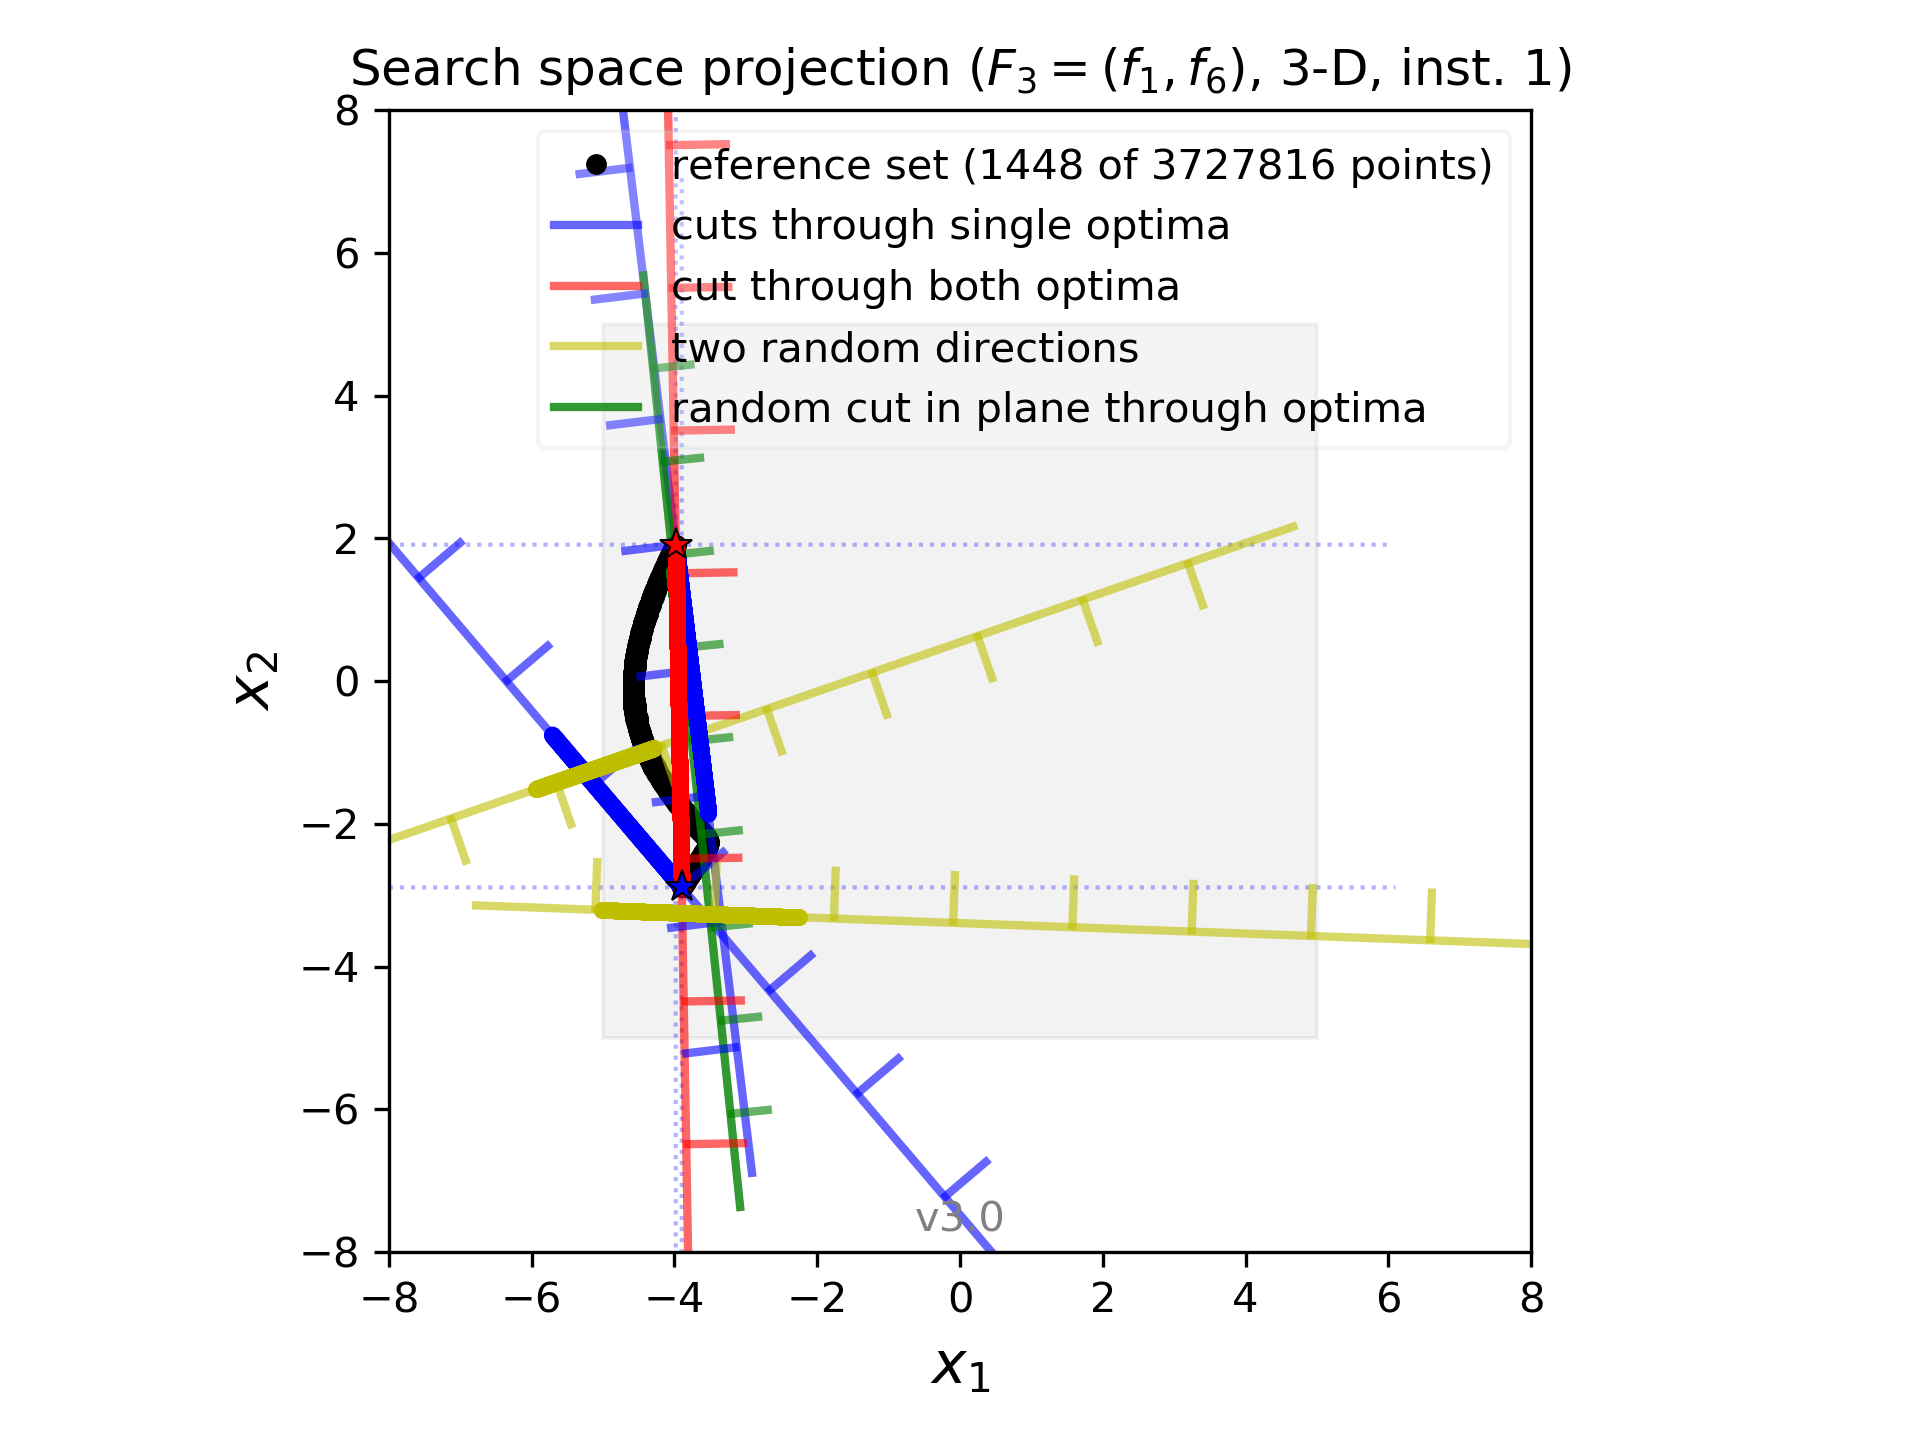 Search space projection (F₃ = (f₁, f₆), 3-D, inst. 1)
reference set (1448 of 3727816 points)
cuts through single optima
cut through both optima
two random directions
random cut in plane through optima
8
6
4
2
0
−2
−4
−6
−8
x₂
v3.0
−8 −6 −4 −2 0 2 4 6 8
x₁